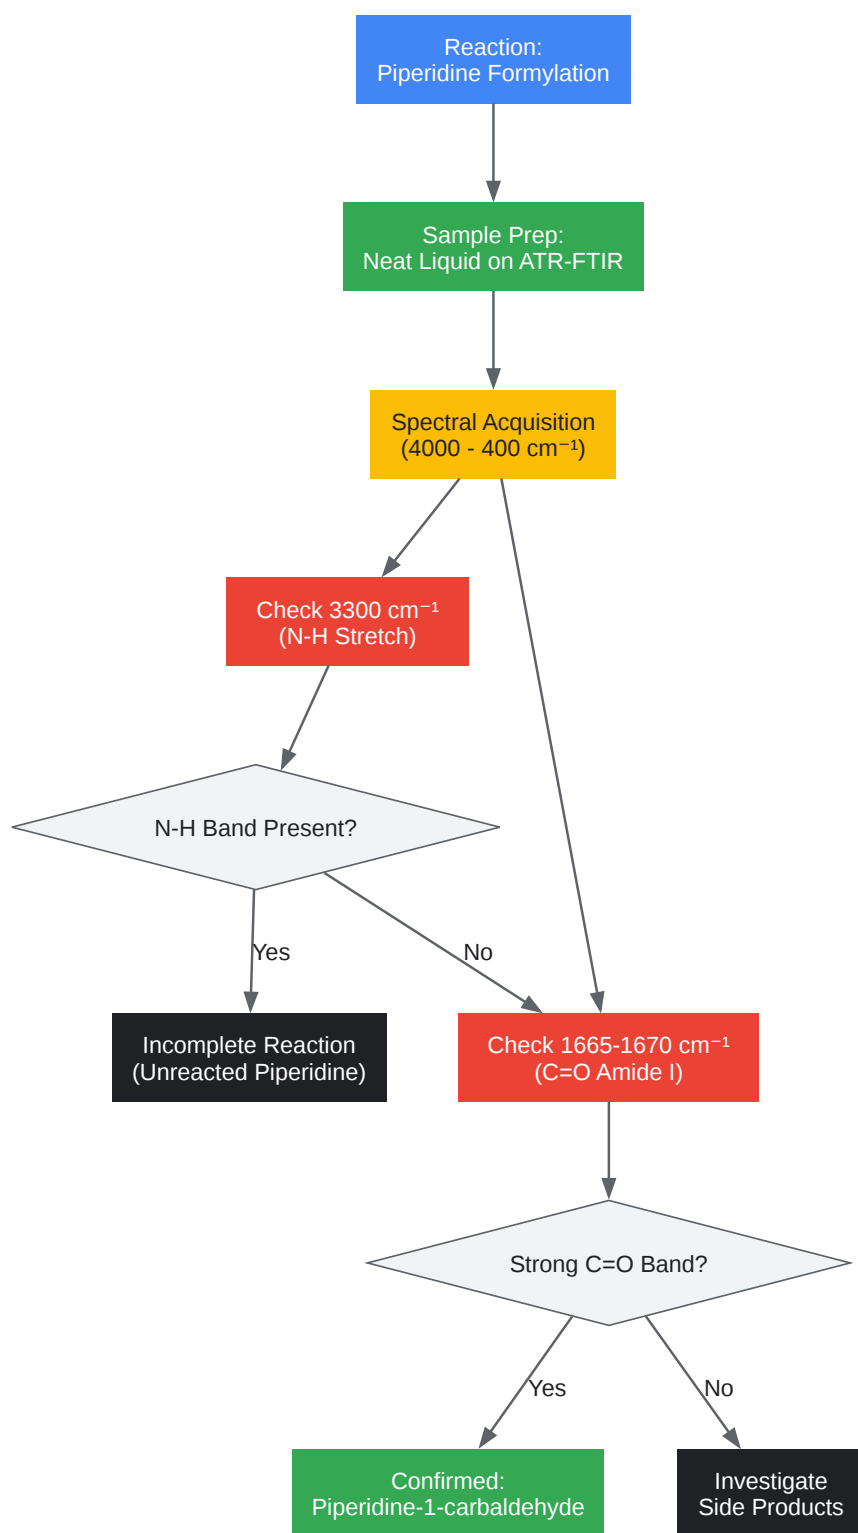 Reaction:
Piperidine Formylation
Sample Prep:
Neat Liquid on ATR-FTIR
Spectral Acquisition
(4000 - 400 cm⁻¹)
Check 3300 cm⁻¹
(N-H Stretch)
N-H Band Present?
Yes
No
Incomplete Reaction
(Unreacted Piperidine)
Check 1665-1670 cm⁻¹
(C=O Amide I)
Strong C=O Band?
Yes
No
Confirmed:
Piperidine-1-carbaldehyde
Investigate
Side Products